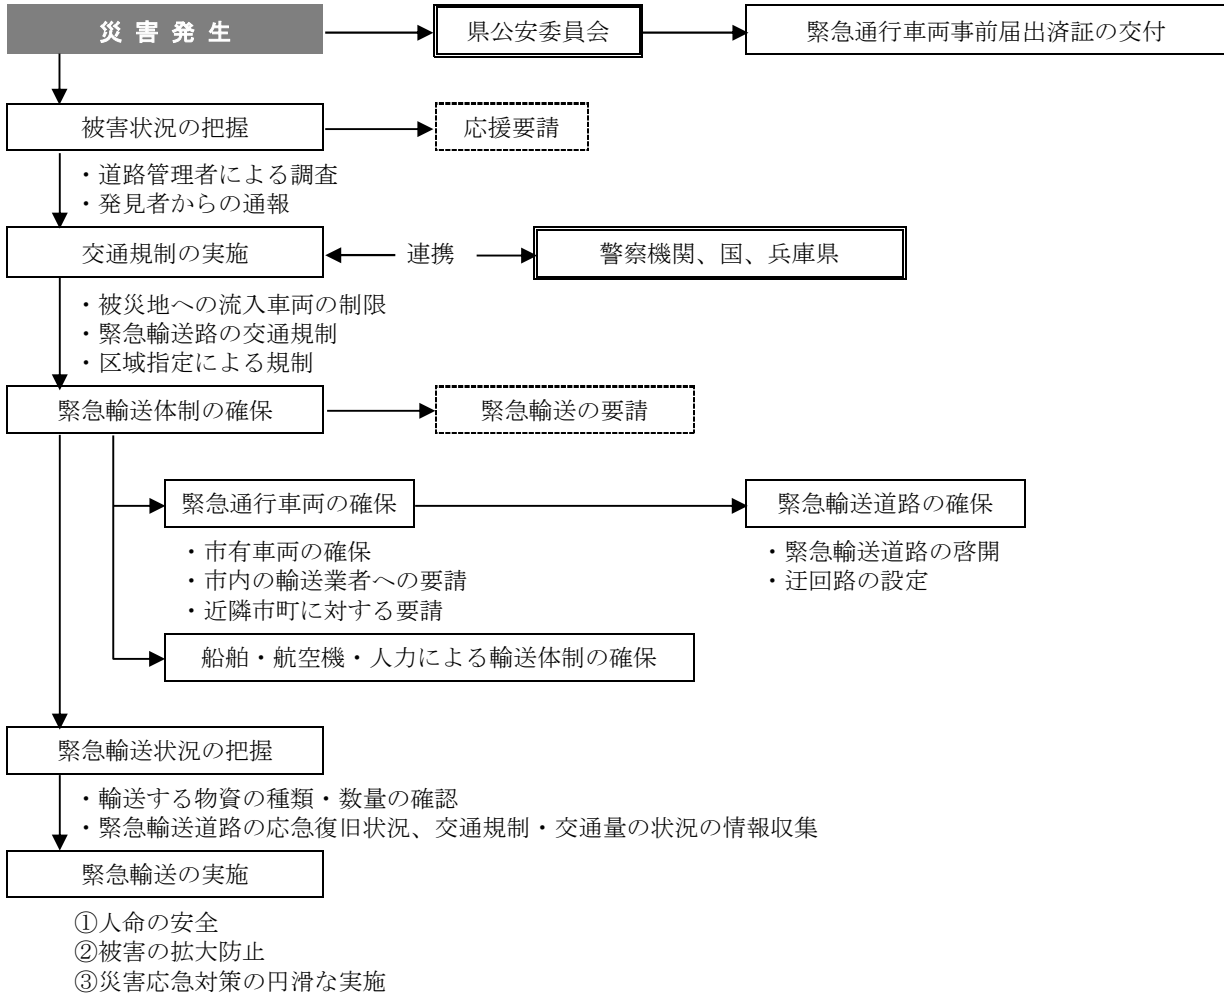 災害発生
県公安委員会
緊急通行車両事前届出済証の交付
被害状況の把握
応援要請
・道路管理者による調査
・発見者からの通報
交通規制の実施
連携
警察機関、国、兵庫県
・被災地への流入車両の制限
・緊急輸送路の交通規制
・区域指定による規制
緊急輸送体制の確保
緊急輸送の要請
緊急通行車両の確保
緊急輸送道路の確保
・市有車両の確保
・市内の輸送業者への要請
・近隣市町に対する要請
・緊急輸送道路の啓開
・迂回路の設定
船舶・航空機・人力による輸送体制の確保
緊急輸送状況の把握
・輸送する物資の種類・数量の確認
・緊急輸送道路の応急復旧状況、交通規制・交通量の状況の情報収集
緊急輸送の実施
①人命の安全
②被害の拡大防止
③災害応急対策の円滑な実施